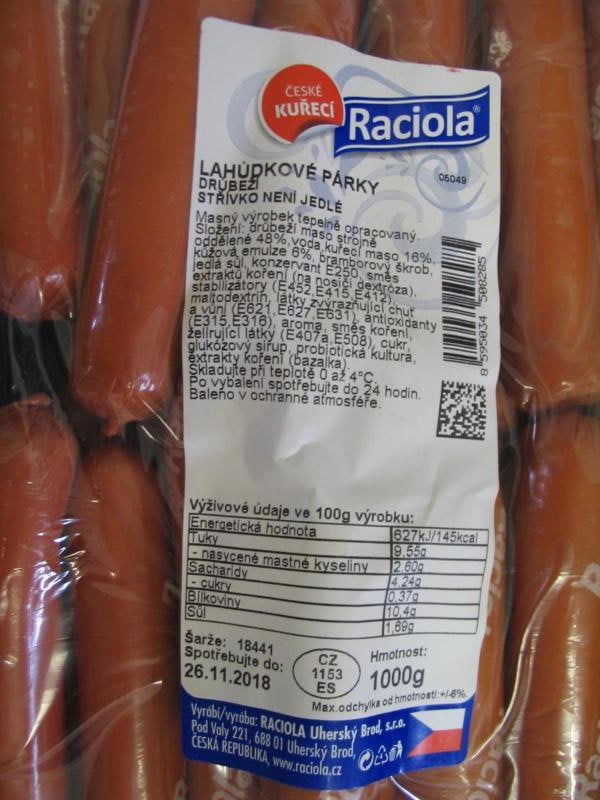 ČESKÉ
KUŘECÍ
Raciola®
05049
LAHŮDKOVÉ PÁRKY
DRŮBEŽÍ
STŘÍVKO NENÍ JEDLÉ
Masný výrobek tepelně opracovaný.
Složení: drůbeží maso strojně
oddělené 48%,voda,kuřecí maso 16%,
kůžová emulze 6%, bramborový škrob,
jedlá sůl, konzervant E250, směs
extraktů koření (na nosiči dextróza),
stabilizátory (E452,E415,E412),
maltodextrin, látky zvýrazňující chuť
a vůni (E621,E627,E631), antioxidanty
(E315,E316), aroma, směs koření,
želírující látky (E407a,E508), cukr,
glukózový sirup, probiotická kultura,
extrakty koření (bazalka).
Skladujte při teplotě 0 až 4°C.
Po vybalení spotřebujte do 24 hodin.
Baleno v ochranné atmosféře.
8 595034 508285
Výživové údaje ve 100g výrobku:
Energetická hodnota 627kJ/145kcal
Tuky 9,55g
- nasycené mastné kyseliny 2,60g
Sacharidy 4,24g
- cukry 0,37g
Bílkoviny 10,4g
Sůl 1,69g
Šarže: 18441
Spotřebujte do:
26.11.2018
CZ
1153
ES
Hmotnost:
1000g
Max.odchylka od hmotnosti:+/-6%.
Vyrábí/vyrába: RACIOLA Uherský Brod, s.r.o.
Pod Valy 221, 688 01 Uherský Brod,
ČESKÁ REPUBLIKA, www.raciola.cz